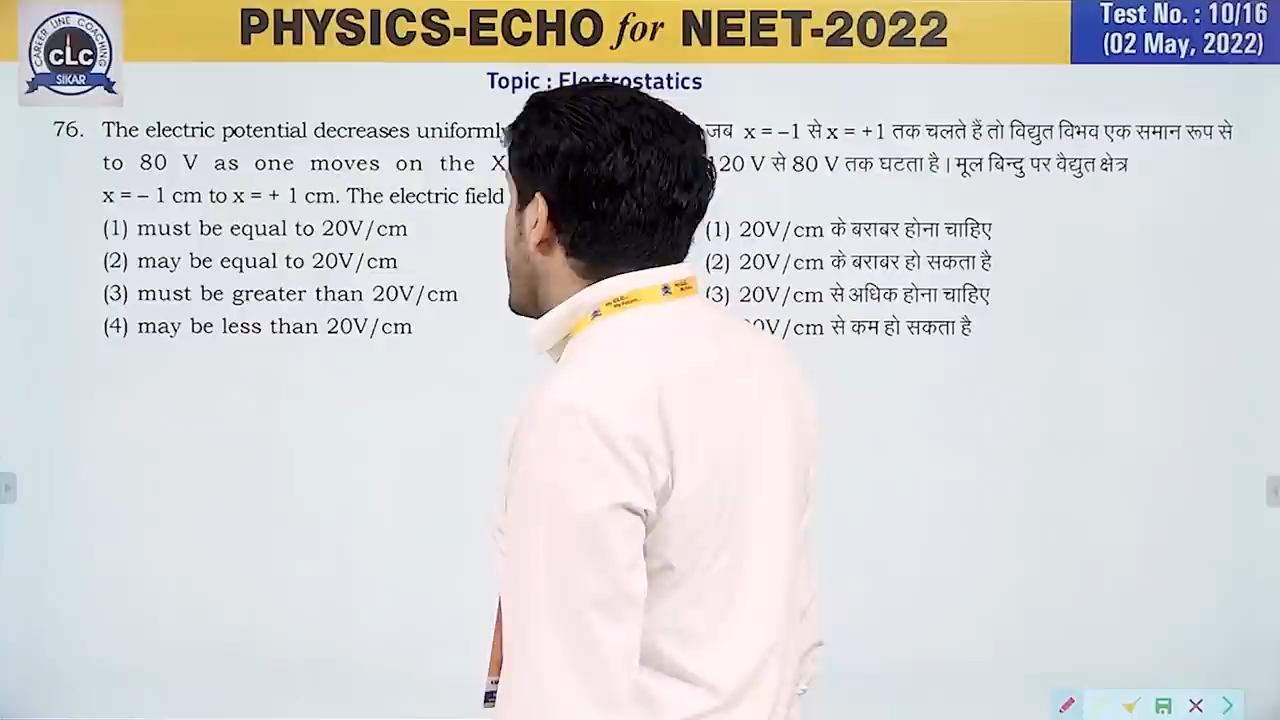 PHYSICS-ECHO for NEET-2022
Test No. : 10/16
(02 May, 2022)
CAREER LINE COACHING
CLC
SIKAR
Topic : Electrostatics
76. The electric potential decreases uniformly
to 80 V as one moves on the X
x = – 1 cm to x = + 1 cm. The electric field
(1) must be equal to 20V/cm
(2) may be equal to 20V/cm
(3) must be greater than 20V/cm
(4) may be less than 20V/cm
जब x = –1 से x = +1 तक चलते हैं तो विद्युत विभव एक समान रूप से
120 V से 80 V तक घटता है। मूल बिन्दु पर वैद्युत क्षेत्र
(1) 20V/cm के बराबर होना चाहिए
(2) 20V/cm के बराबर हो सकता है
(3) 20V/cm से अधिक होना चाहिए
0V/cm से कम हो सकता है